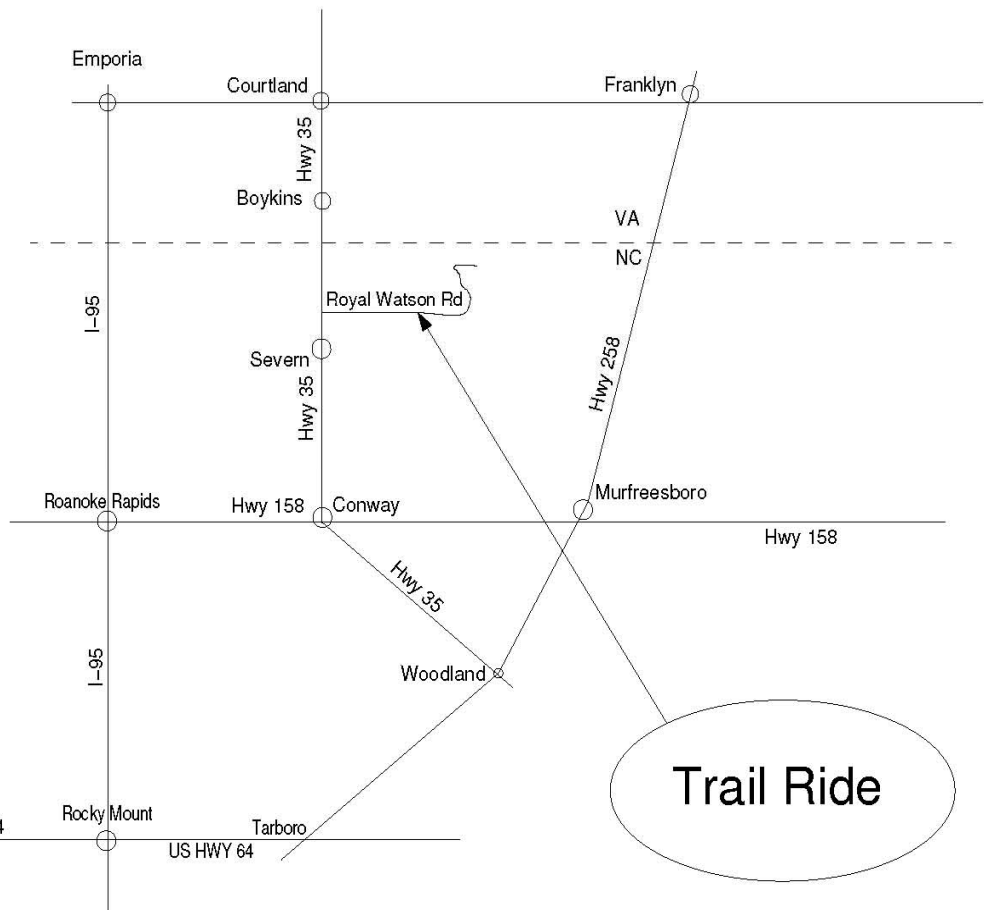 Emporia
Courtland
Franklyn
Hwy 35
Boykins
VA
NC
Royal Watson Rd
I-95
Severn
Hwy 35
Hwy 258
Roanoke Rapids
Hwy 158
Conway
Murfreesboro
Hwy 158
Hwy 35
I-95
Woodland
Trail Ride
Rocky Mount
Tarboro
4
US HWY 64